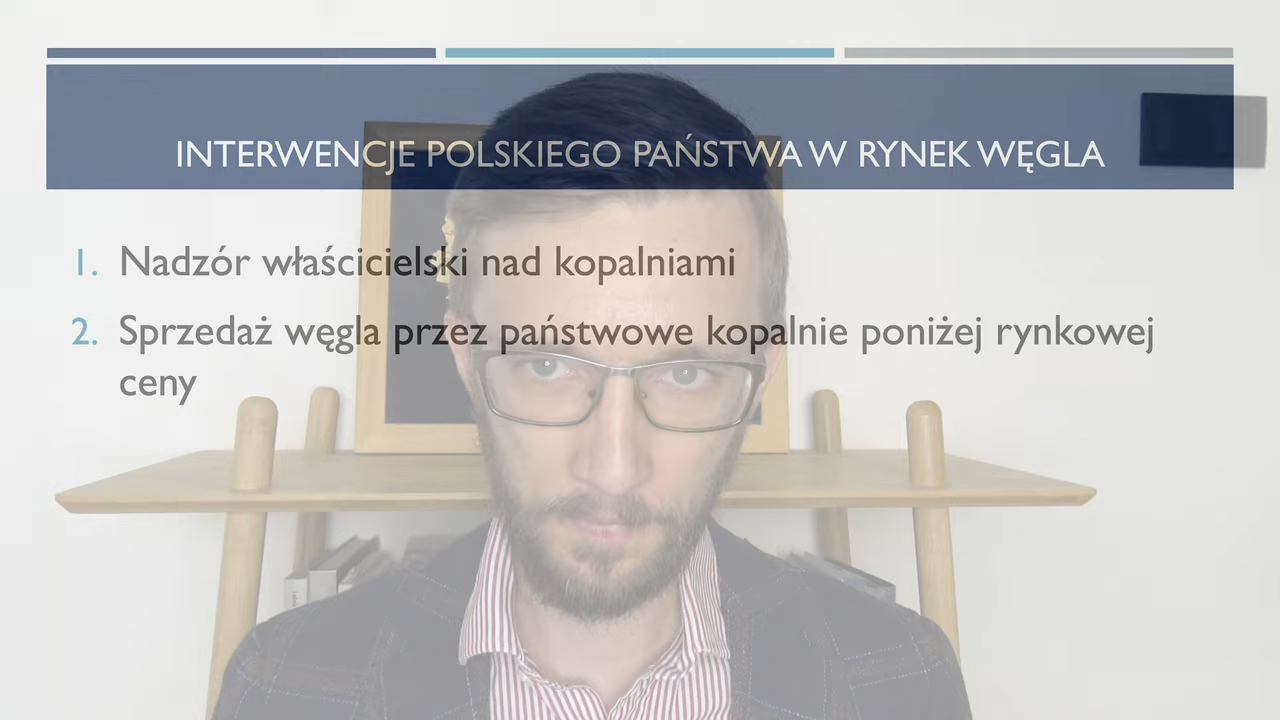 INTERWENCJE POLSKIEGO PAŃSTWA W RYNEK WĘGLA
1. Nadzór właścicielski nad kopalniami
2. Sprzedaż węgla przez państwowe kopalnie poniżej rynkowej
ceny